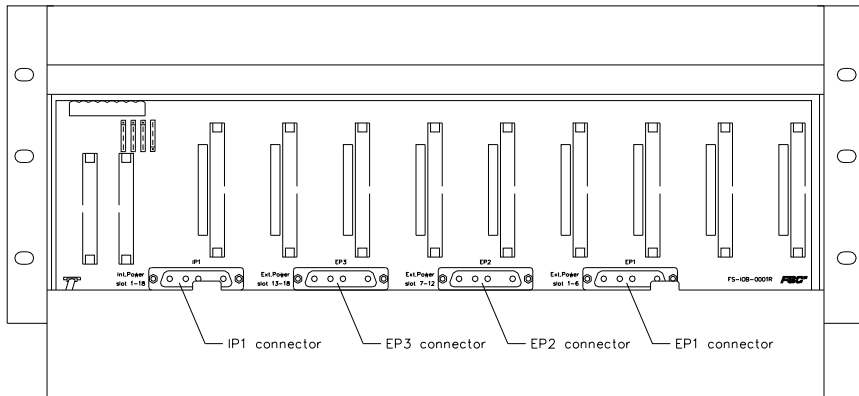 IP1
EP3
EP2
EP1
Int.Power
slot 1-18
Ext.Power
slot 13-18
Ext.Power
slot 7-12
Ext.Power
slot 1-6
FS-IOB-0001R
FSC
IP1 connector
EP3 connector
EP2 connector
EP1 connector